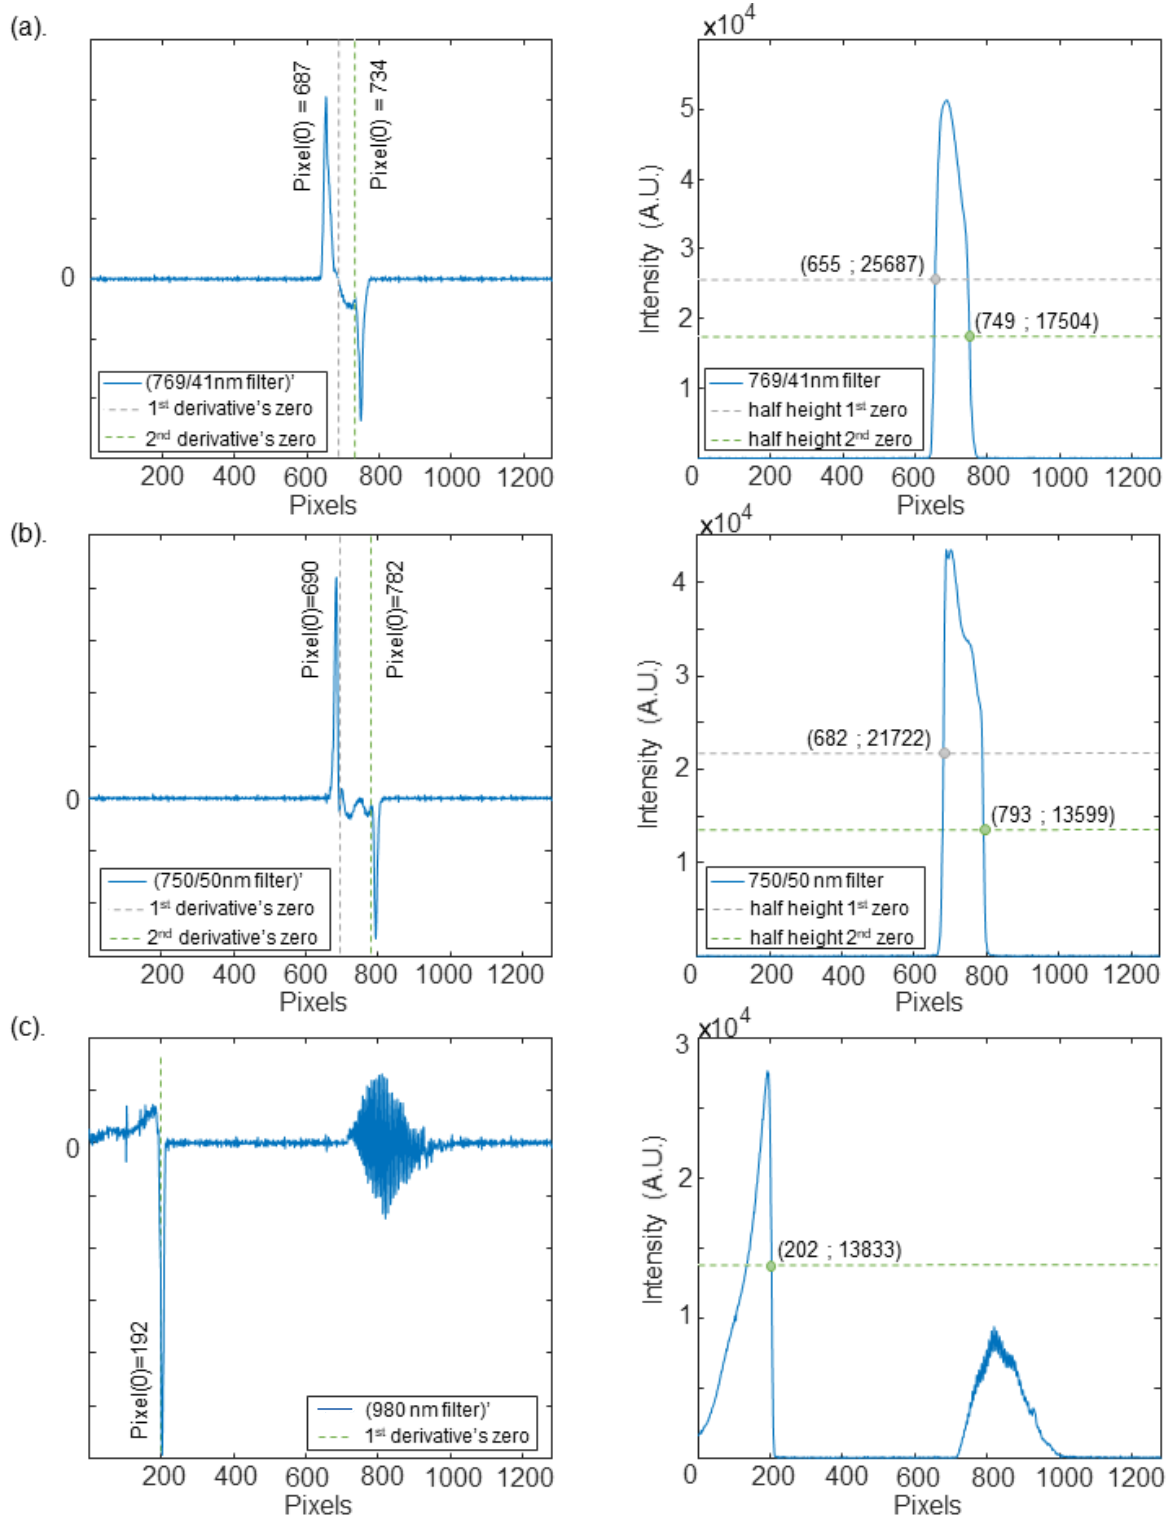 (a).
Pixel(0) = 687
Pixel(0) = 734
0
(769/41nm filter)’
1st derivative’s zero
2nd derivative’s zero
200 400 600 800 1000 1200
Pixels
x10^4
5
4
3
2
1
Intensity (A.U.)
(655 ; 25687)
(749 ; 17504)
769/41nm filter
half height 1st zero
half height 2nd zero
0 200 400 600 800 1000 1200
Pixels
(b).
Pixel(0)=690
Pixel(0)=782
0
(750/50nm filter)’
1st derivative’s zero
2nd derivative’s zero
200 400 600 800 1000 1200
Pixels
x10^4
4
3
2
1
Intensity (A.U.)
(682 ; 21722)
(793 ; 13599)
750/50 nm filter
half height 1st zero
half height 2nd zero
0 200 400 600 800 1000 1200
Pixels
(c).
0
Pixel(0)=192
(980 nm filter)’
1st derivative’s zero
200 400 600 800 1000 1200
Pixels
x10^4
3
2
1
Intensity (A.U.)
(202 ; 13833)
0 200 400 600 800 1000 1200
Pixels